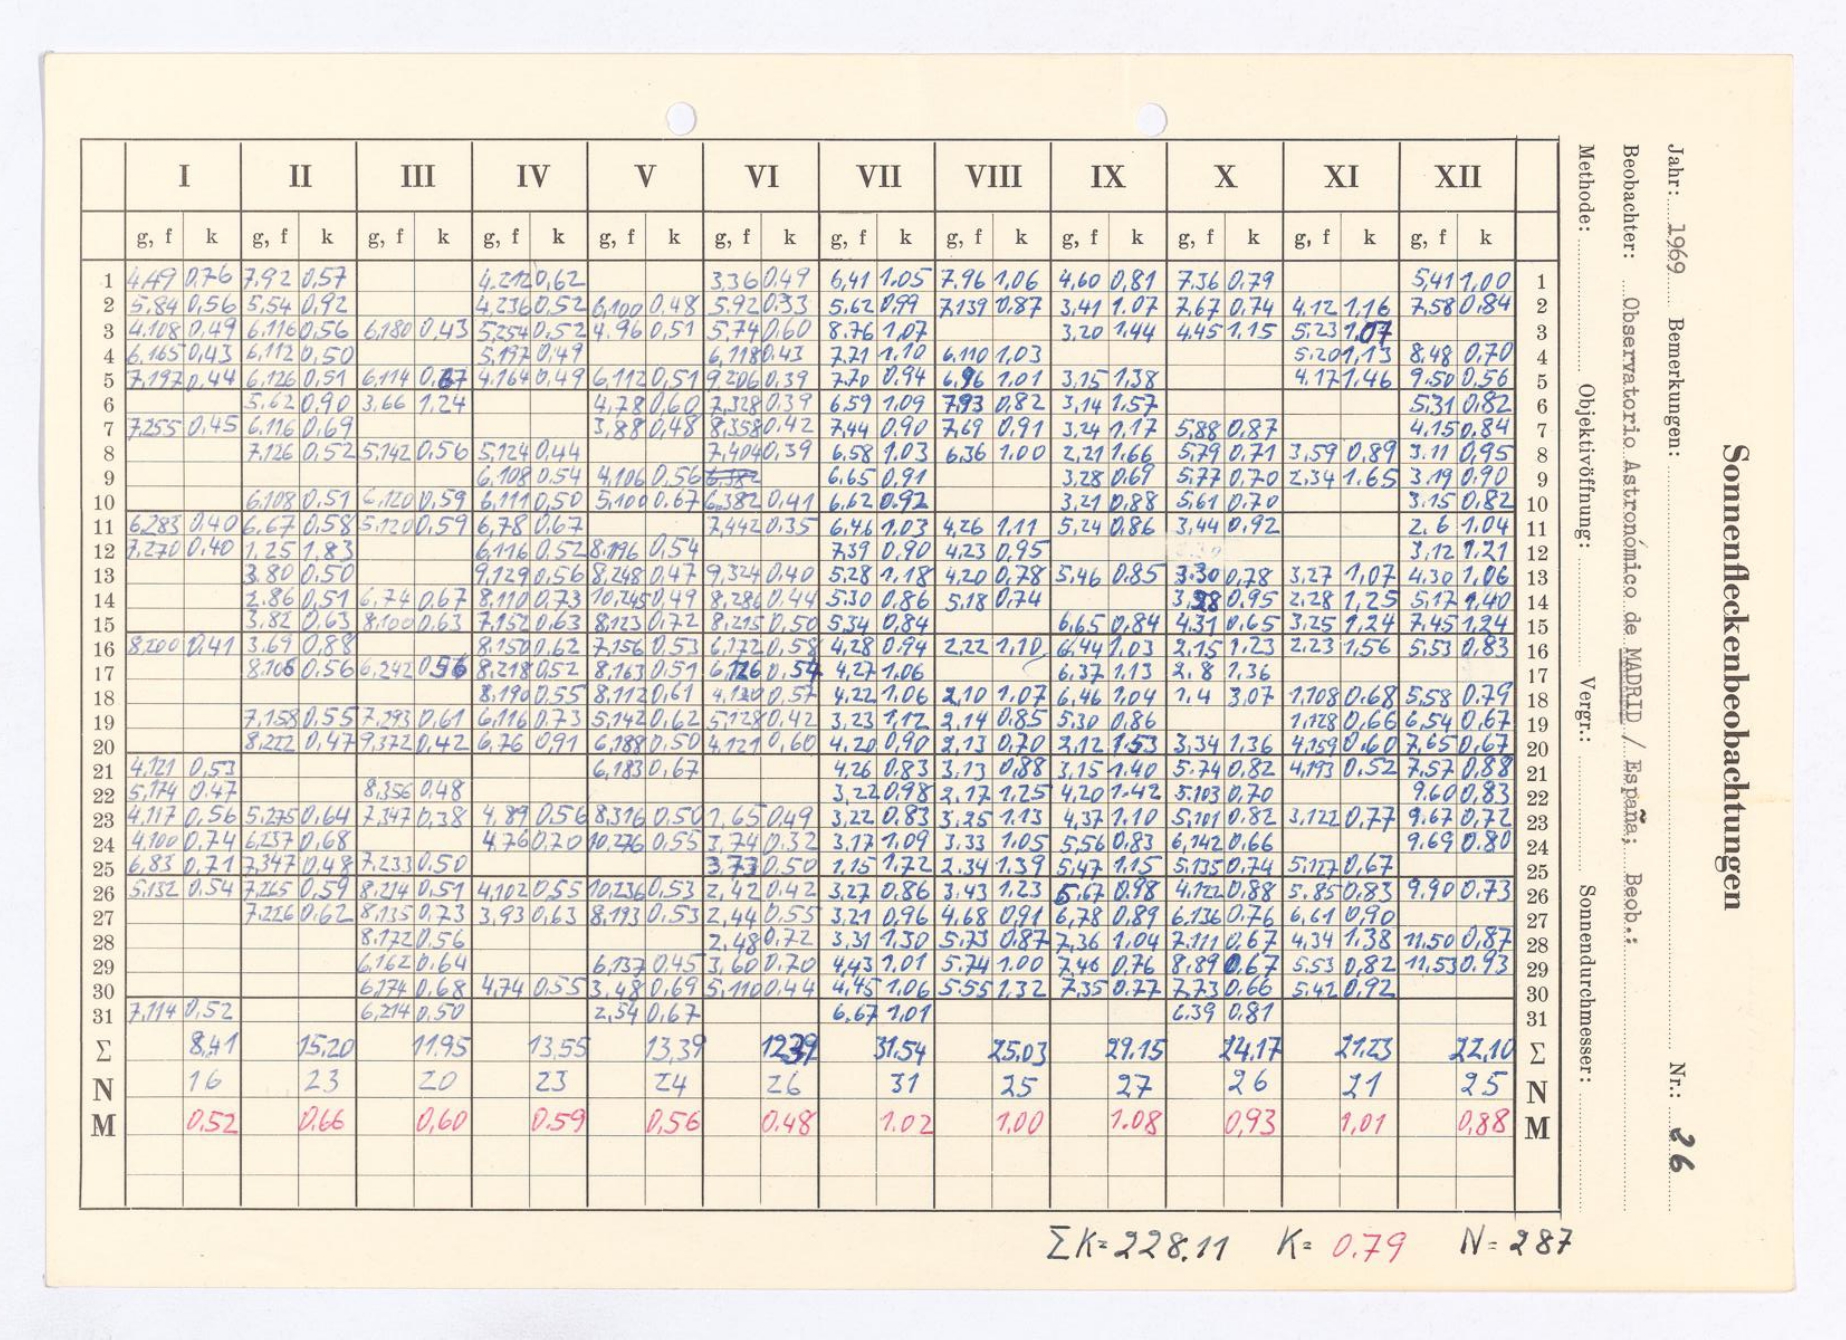 Sonnenfleckenbeobachtungen
Jahr: 1969 Bemerkungen: Nr.: 26
Beobachter: Observatorio Astronómico de MADRID / España; Beob.:
Methode: Objektivöffnung: Vergr.: Sonnendurchmesser:
I II III IV V VI VII VIII IX X XI XII
g, f k g, f k g, f k g, f k g, f k g, f k g, f k g, f k g, f k g, f k g, f k g, f k
1 4,49 0,76 7,92 0,57 4,212 0,62 3,36 0,49 6,41 1.05 7,96 1,06 4,60 0,81 7,36 0,79 5,41 1,00 1
2 5,84 0,56 5,54 0,92 4,236 0,52 6,100 0,48 5,92 0,33 5.62 0,99 7,139 0,87 3,41 1.07 7,67 0,74 4,12 1,16 7,58 0,84 2
3 4,108 0,49 6,116 0,56 6,180 0,43 5,254 0,52 4,96 0,51 5,74 0,60 8.76 1,07 3,20 1,44 4,45 1,15 5,23 1,07 3
4 6,165 0,43 6,112 0,50 5,197 0,49 6,118 0,43 7,71 1.10 6,110 1,03 5,20 1,13 8,48 0,70 4
5 7,197 0,44 6,126 0,51 6,114 0,67 4,164 0,49 6,112 0,51 9,206 0,39 7,70 0,94 6,96 1.01 3,15 1,38 4,17 1,46 9.50 0,56 5
6 5,62 0,90 3,66 1,24 4,78 0,60 7,328 0,39 6,59 1.09 7,93 0,82 3,14 1,57 5,31 0,82 6
7 7,255 0,45 6,116 0,69 3,88 0,48 8,358 0,42 7,44 0,90 7,69 0,91 3,24 1,17 5,88 0,87 4.15 0.84 7
8 7,126 0,52 5,142 0,56 5,124 0,44 7,404 0,39 6,58 1.03 6,36 1.00 2,21 1,66 5,79 0,71 3,59 0,89 3.11 0,95 8
9 6,108 0,54 4,106 0,56 6,382 6.65 0,91 3,28 0,69 5,77 0,70 2,34 1.65 3.19 0,90 9
10 6,108 0,51 6,120 0,59 6,111 0,50 5,100 0,67 6,382 0,41 6,62 0.92 3,21 0,88 5,61 0,70 3.15 0,82 10
11 6,283 0,40 6,67 0,58 5,120 0,59 6,78 0,67 7,442 0,35 6,46 1.03 4,26 1,11 5,24 0,86 3,44 0,92 2. 6 1.04 11
12 7,270 0,40 1,25 1,83 6,116 0,52 8,196 0,54 7,39 0,90 4,23 0,95 3,12 1,21 12
13 3,80 0,50 9,129 0,56 8,248 0,47 9,324 0,40 5,28 1,18 4,20 0,78 5,46 0,85 3.30 0,78 3,27 1,07 4.30 1,06 13
14 2,86 0,51 6,74 0,67 8,110 0,73 10,245 0,49 8,286 0,44 5,30 0,86 5,18 0,74 3,28 0,95 2,28 1,25 5,17 1,40 14
15 3,82 0,63 8,100 0,63 7,152 0,63 8,123 0,72 8,215 0,50 5,34 0,84 6,65 0,84 4,31 0,65 3,25 1,24 7,45 1,24 15
16 8,200 0,41 3,69 0,88 8,150 0,62 7,156 0,53 6,172 0,58 4,28 0,94 2,22 1,10 6,44 1,03 2,15 1,23 2,23 1,56 5,53 0,83 16
17 8,106 0,56 6,242 0,56 8,218 0,52 8,163 0,51 6,126 0,54 4,27 1,06 6,37 1.13 2,8 1,36 17
18 8,190 0,55 8,112 0,61 4,120 0,57 4,22 1,06 2,10 1,07 6,46 1,04 1,4 3,07 1,108 0,68 5,58 0,79 18
19 7,158 0,55 7,293 0,61 6,116 0,73 5,142 0,62 5,128 0,42 3,23 1,12 2,14 0,85 5,30 0,86 1,128 0,66 6,54 0,67 19
20 8,222 0,47 9,372 0,42 6,76 0,91 6,188 0,50 4,121 0,60 4,20 0,90 2,13 0,70 2,12 1,53 3,34 1,36 4,159 0,60 7,65 0,67 20
21 4,121 0,53 6,183 0,67 4,26 0,83 3,13 0,88 3,15 1.40 5,74 0,82 4,193 0,52 7,57 0,88 21
22 5,174 0.47 8,356 0,48 3,22 0,98 2,17 1,25 4,20 1.42 5.103 0,70 9,60 0,83 22
23 4,117 0,56 5,275 0,64 7,347 0,38 4,89 0,56 8,316 0,50 2,65 0,49 3,22 0,83 3,25 1.13 4,37 1.10 5,101 0.82 3,122 0,77 9,67 0,72 23
24 4,100 0,74 6,237 0,68 4,76 0,70 10,276 0,55 3,74 0,32 3,17 1,09 3,33 1.05 5,56 0,83 6,142 0,66 9.69 0.80 24
25 6,83 0,71 7,347 0,48 7,233 0,50 3,73 0,50 1,15 1,72 2.34 1,39 5,47 1,15 5,135 0,74 5,127 0,67 25
26 5,132 0,54 7,265 0,59 8,214 0,51 4,102 0,55 10,236 0,53 2,42 0,42 3,27 0,86 3,43 1,23 5,67 0,98 4,122 0,88 5,85 0,83 9,90 0,73 26
27 7,216 0,62 8,135 0,73 3,93 0,63 8,193 0,53 2,44 0,55 3,21 0,96 4,68 0,91 6,78 0,89 6,136 0,76 6,61 0,90 27
28 8,172 0,56 2,48 0,72 3,31 1,30 5,73 0,87 7,36 1.04 7,111 0,67 4,34 1,38 11,50 0,87 28
29 6,162 0,64 6,137 0,45 3,60 0,70 4,43 1.01 5.74 1.00 7,46 0,76 8,89 0,67 5,53 0,82 11,53 0,93 29
30 6,174 0,68 4,74 0,55 3,48 0,69 5,110 0,44 4,45 1.06 5,55 1,32 7,35 0,77 7,73 0,66 5,42 0,92 30
31 7,114 0,52 6,214 0,50 2,54 0,67 6.67 1.01 6,39 0,81 31
Σ 8,41 15,20 11,95 13,55 13,39 12,39 31,54 25,03 29,15 24,17 21,23 22,10 Σ
N 16 23 20 23 24 26 31 25 27 26 21 25 N
M 0,52 0.66 0,60 0.59 0,56 0.48 1.02 1,00 1.08 0,93 1,01 0,88 M
ΣK= 228,11 K= 0.79 N= 287